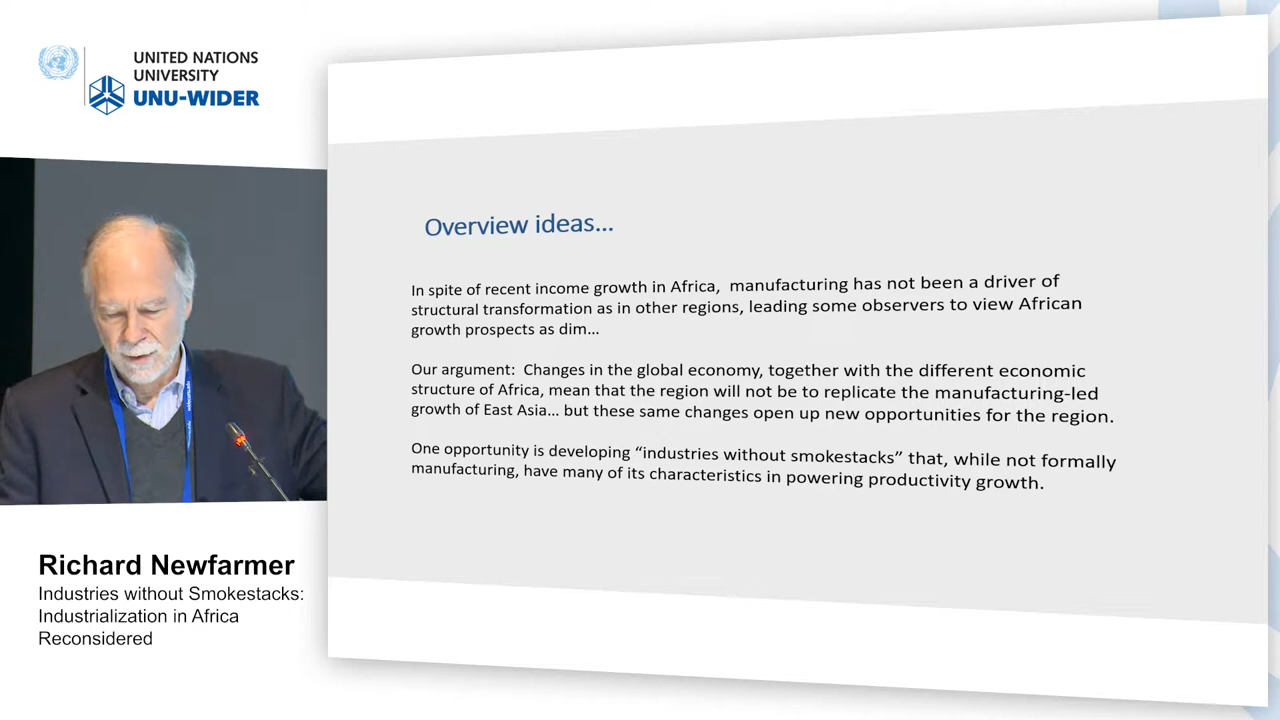 UNITED NATIONS
UNIVERSITY
UNU-WIDER
Overview ideas...
In spite of recent income growth in Africa, manufacturing has not been a driver of
structural transformation as in other regions, leading some observers to view African
growth prospects as dim...
Our argument: Changes in the global economy, together with the different economic
structure of Africa, mean that the region will not be to replicate the manufacturing-led
growth of East Asia... but these same changes open up new opportunities for the region.
One opportunity is developing “industries without smokestacks” that, while not formally
manufacturing, have many of its characteristics in powering productivity growth.
Richard Newfarmer
Industries without Smokestacks:
Industrialization in Africa
Reconsidered